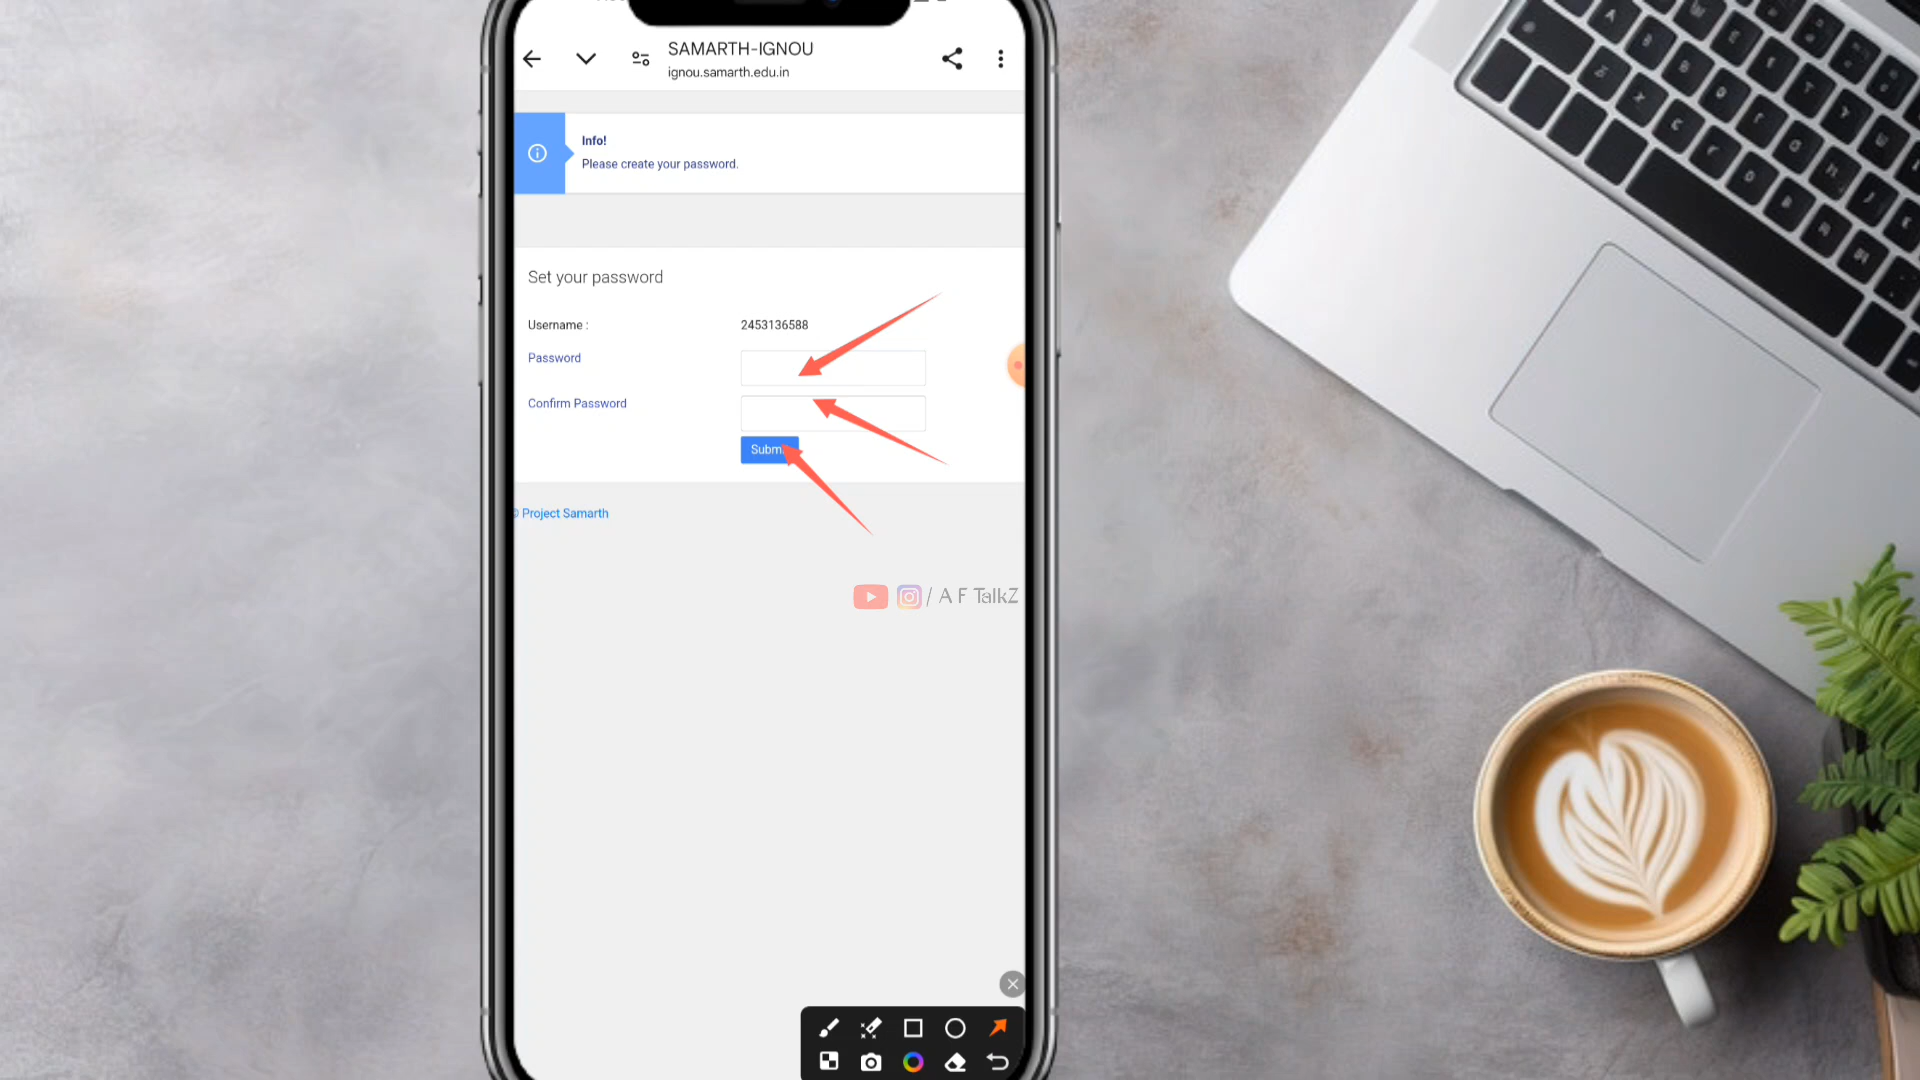 SAMARTH-IGNOU
ignou.samarth.edu.in
Info!
Please create your password.
Set your password
Username :
2453136588
Password
Confirm Password
Subm
© Project Samarth
/ A F TalkZ